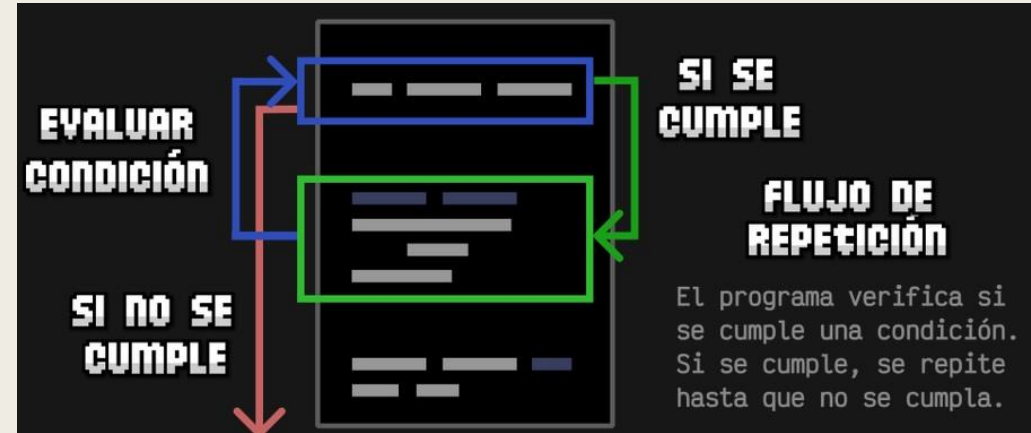 EVALUAR
CONDICIÓN
SI NO SE
CUMPLE
SI SE
CUMPLE
FLUJO DE
REPETICIÓN
El programa verifica si
se cumple una condición.
Si se cumple, se repite
hasta que no se cumpla.